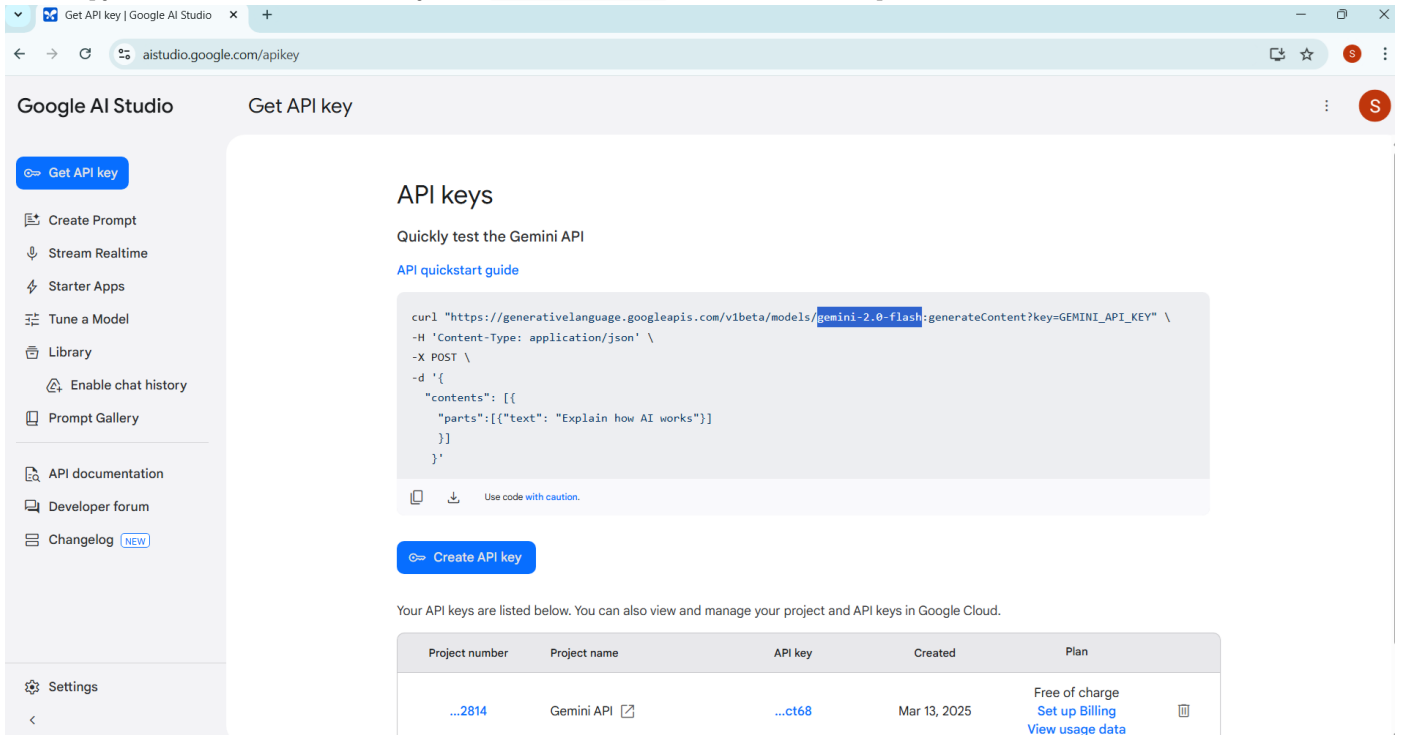 Get API key | Google AI Studio
aistudio.google.com/apikey
S
Google AI Studio
Get API key
S
Get API key
Create Prompt
Stream Realtime
Starter Apps
Tune a Model
Library
Enable chat history
Prompt Gallery
API documentation
Developer forum
Changelog NEW
Settings
API keys
Quickly test the Gemini API
API quickstart guide
curl "https://generativelanguage.googleapis.com/v1beta/models/gemini-2.0-flash:generateContent?key=GEMINI_API_KEY" \
-H 'Content-Type: application/json' \
-X POST \
-d '{
"contents": [{
"parts":[{"text": "Explain how AI works"}]
}]
}'
Use code with caution.
Create API key
Your API keys are listed below. You can also view and manage your project and API keys in Google Cloud.
Project number Project name API key Created Plan
...2814 Gemini API ...ct68 Mar 13, 2025 Free of charge
Set up Billing
View usage data